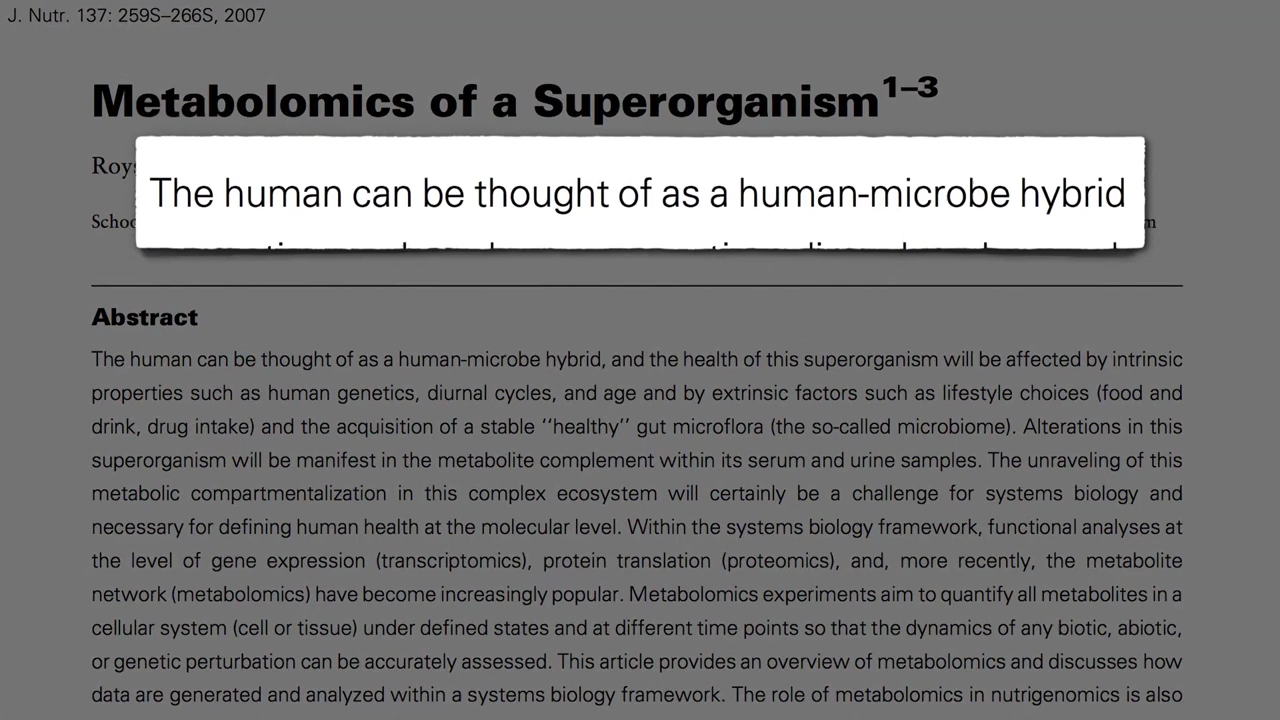 J. Nutr. 137: 259S–266S, 2007
Metabolomics of a Superorganism1–3
The human can be thought of as a human-microbe hybrid
Abstract
The human can be thought of as a human-microbe hybrid, and the health of this superorganism will be affected by intrinsic
properties such as human genetics, diurnal cycles, and age and by extrinsic factors such as lifestyle choices (food and
drink, drug intake) and the acquisition of a stable ‘‘healthy’’ gut microflora (the so-called microbiome). Alterations in this
superorganism will be manifest in the metabolite complement within its serum and urine samples. The unraveling of this
metabolic compartmentalization in this complex ecosystem will certainly be a challenge for systems biology and
necessary for defining human health at the molecular level. Within the systems biology framework, functional analyses at
the level of gene expression (transcriptomics), protein translation (proteomics), and, more recently, the metabolite
network (metabolomics) have become increasingly popular. Metabolomics experiments aim to quantify all metabolites in a
cellular system (cell or tissue) under defined states and at different time points so that the dynamics of any biotic, abiotic,
or genetic perturbation can be accurately assessed. This article provides an overview of metabolomics and discusses how
data are generated and analyzed within a systems biology framework. The role of metabolomics in nutrigenomics is also